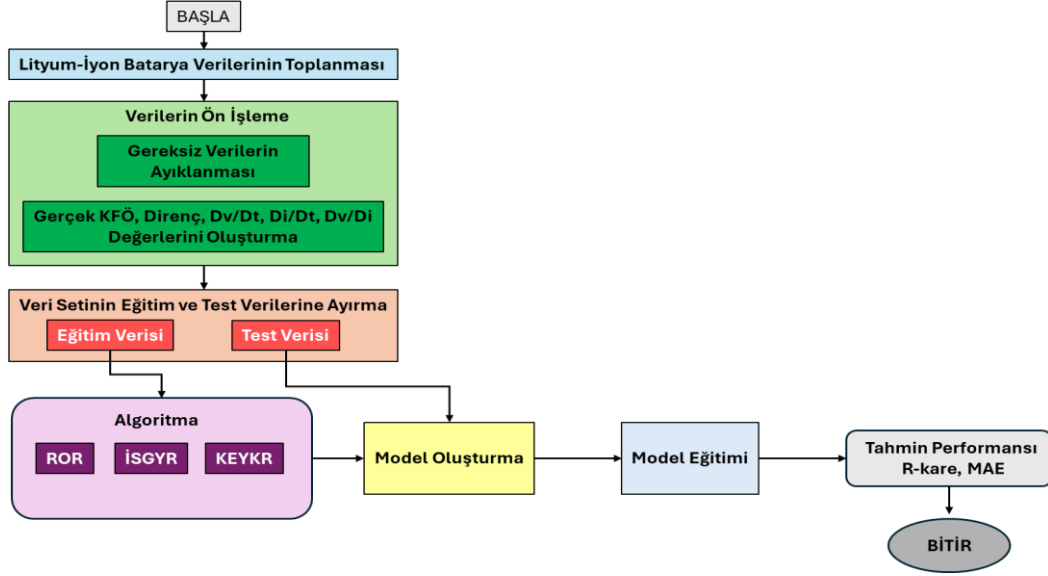 BAŞLA
Lityum-İyon Batarya Verilerinin Toplanması
Verilerin Ön İşleme
Gereksiz Verilerin
Ayıklanması
Gerçek KFÖ, Direnç, Dv/Dt, Di/Dt, Dv/Di
Değerlerini Oluşturma
Veri Setinin Eğitim ve Test Verilerine Ayırma
Eğitim Verisi
Test Verisi
Algoritma
ROR
İSGYR
KEYKR
Model Oluşturma
Model Eğitimi
Tahmin Performansı
R-kare, MAE
BİTİR